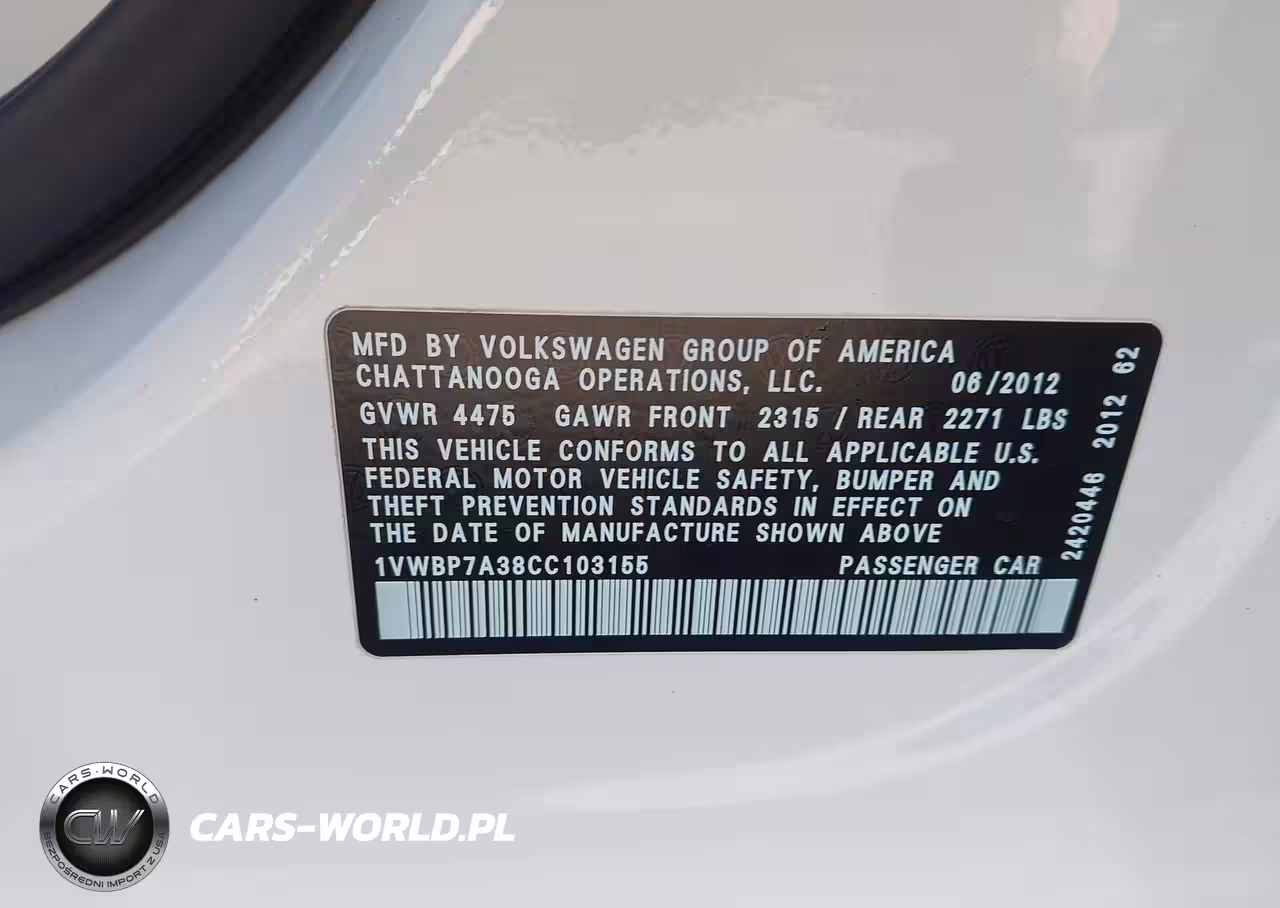 MFD BY VOLKSWAGEN GROUP OF AMERICA
CHATTANOOGA OPERATIONS, LLC. 06/2012
GVWR 4475 GAWR FRONT 2315 / REAR 2271 LBS
THIS VEHICLE CONFORMS TO ALL APPLICABLE U.S.
FEDERAL MOTOR VEHICLE SAFETY, BUMPER AND
THEFT PREVENTION STANDARDS IN EFFECT ON
THE DATE OF MANUFACTURE SHOWN ABOVE
1VWBP7A38CC103155 PASSENGER CAR
2420446 2012 62
CARS-WORLD
CW
BEZPOŚREDNI IMPORT Z USA
CARS-WORLD.PL